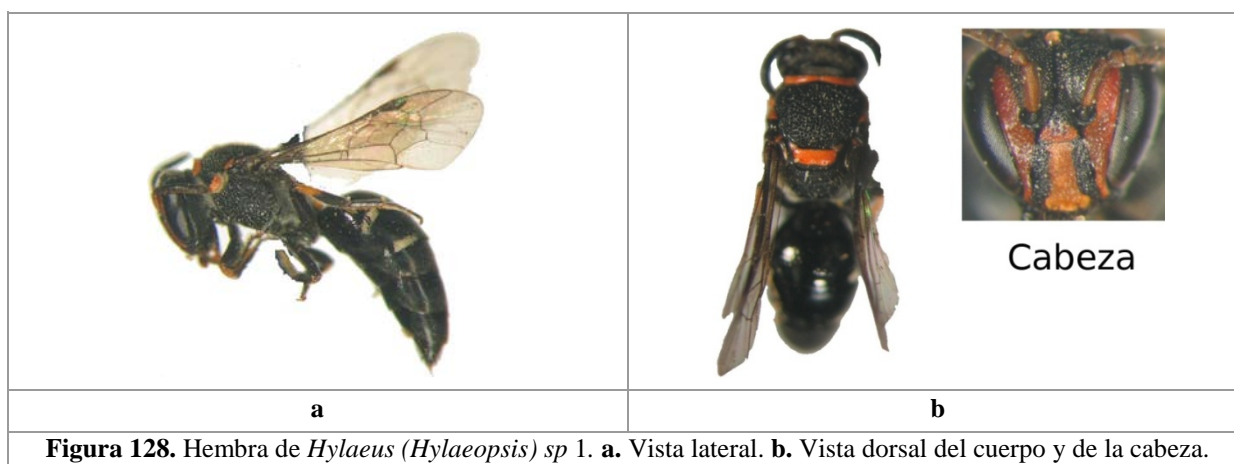 Cabeza
a
b
Figura 128. Hembra de Hylaeus (Hylaeopsis) sp 1. a. Vista lateral. b. Vista dorsal del cuerpo y de la cabeza.